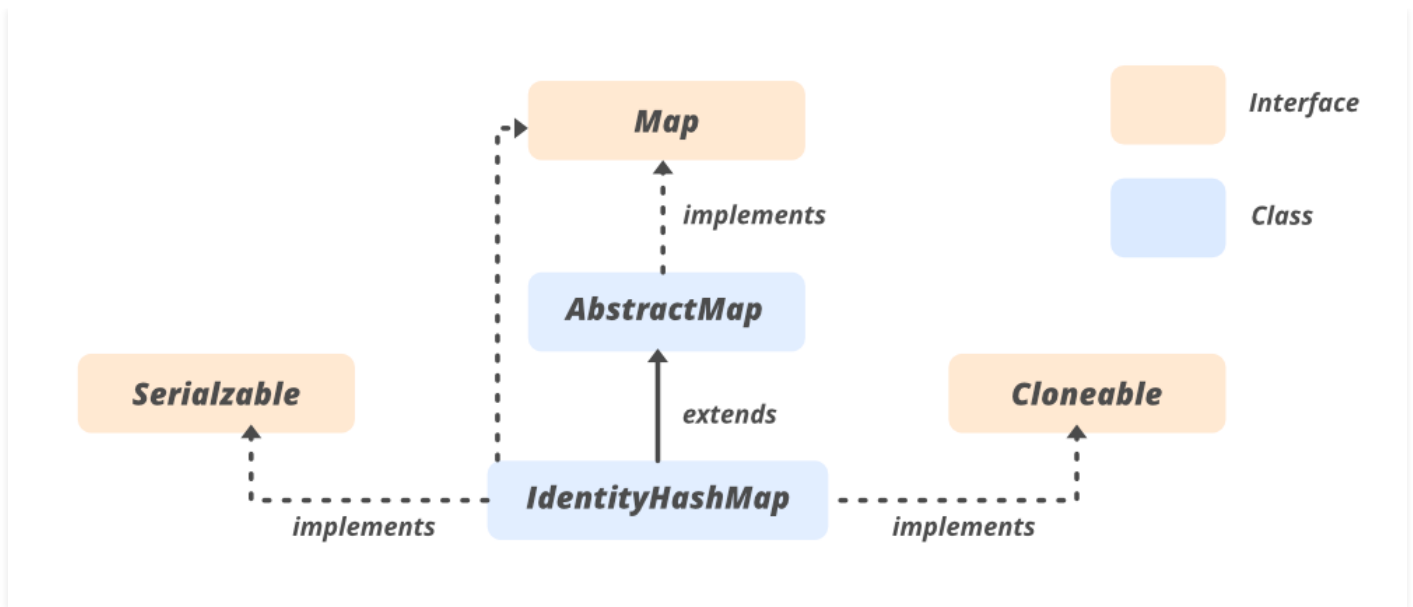 Map
Interface
implements
Class
AbstractMap
Serialzable
Cloneable
extends
IdentityHashMap
implements
implements